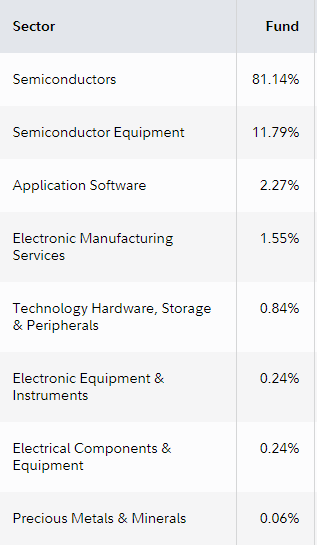 Sector Fund
Semiconductors 81.14%
Semiconductor Equipment 11.79%
Application Software 2.27%
Electronic Manufacturing 1.55%
Services
Technology Hardware, Storage 0.84%
& Peripherals
Electronic Equipment & 0.24%
Instruments
Electrical Components & 0.24%
Equipment
Precious Metals & Minerals 0.06%